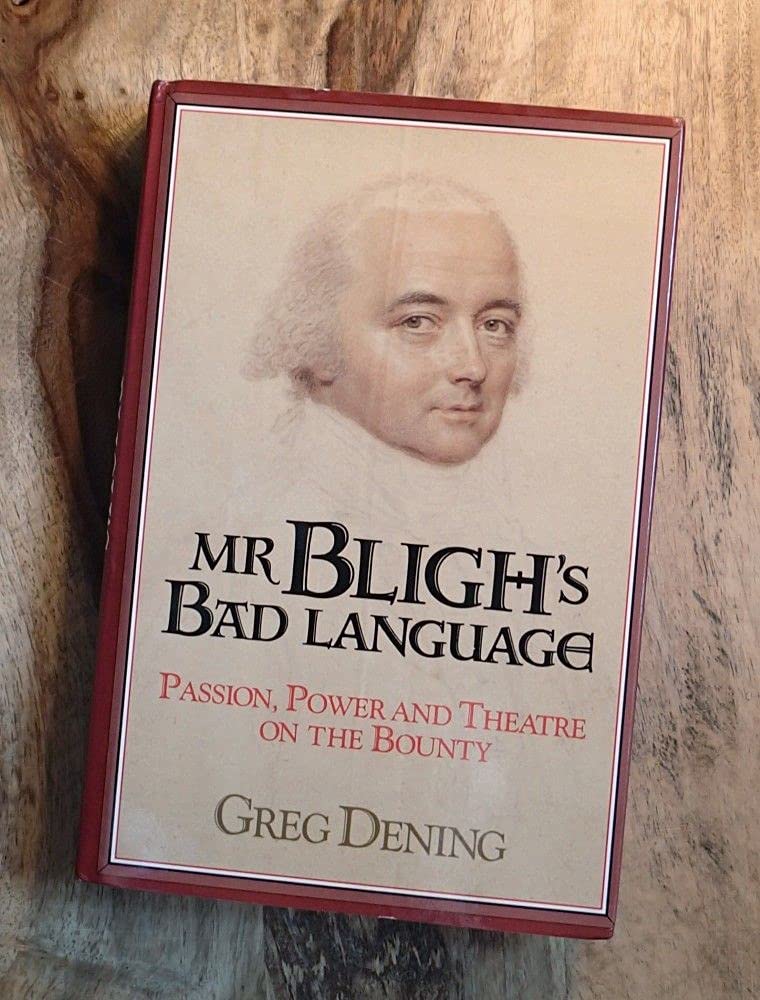 MR BLIGH'S
BAD LANGUAGE
PASSION, POWER AND THEATRE
ON THE BOUNTY
GREG DENING